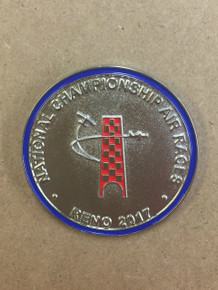 NATIONAL CHAMPIONSHIP AIR RACES
RENO 2017